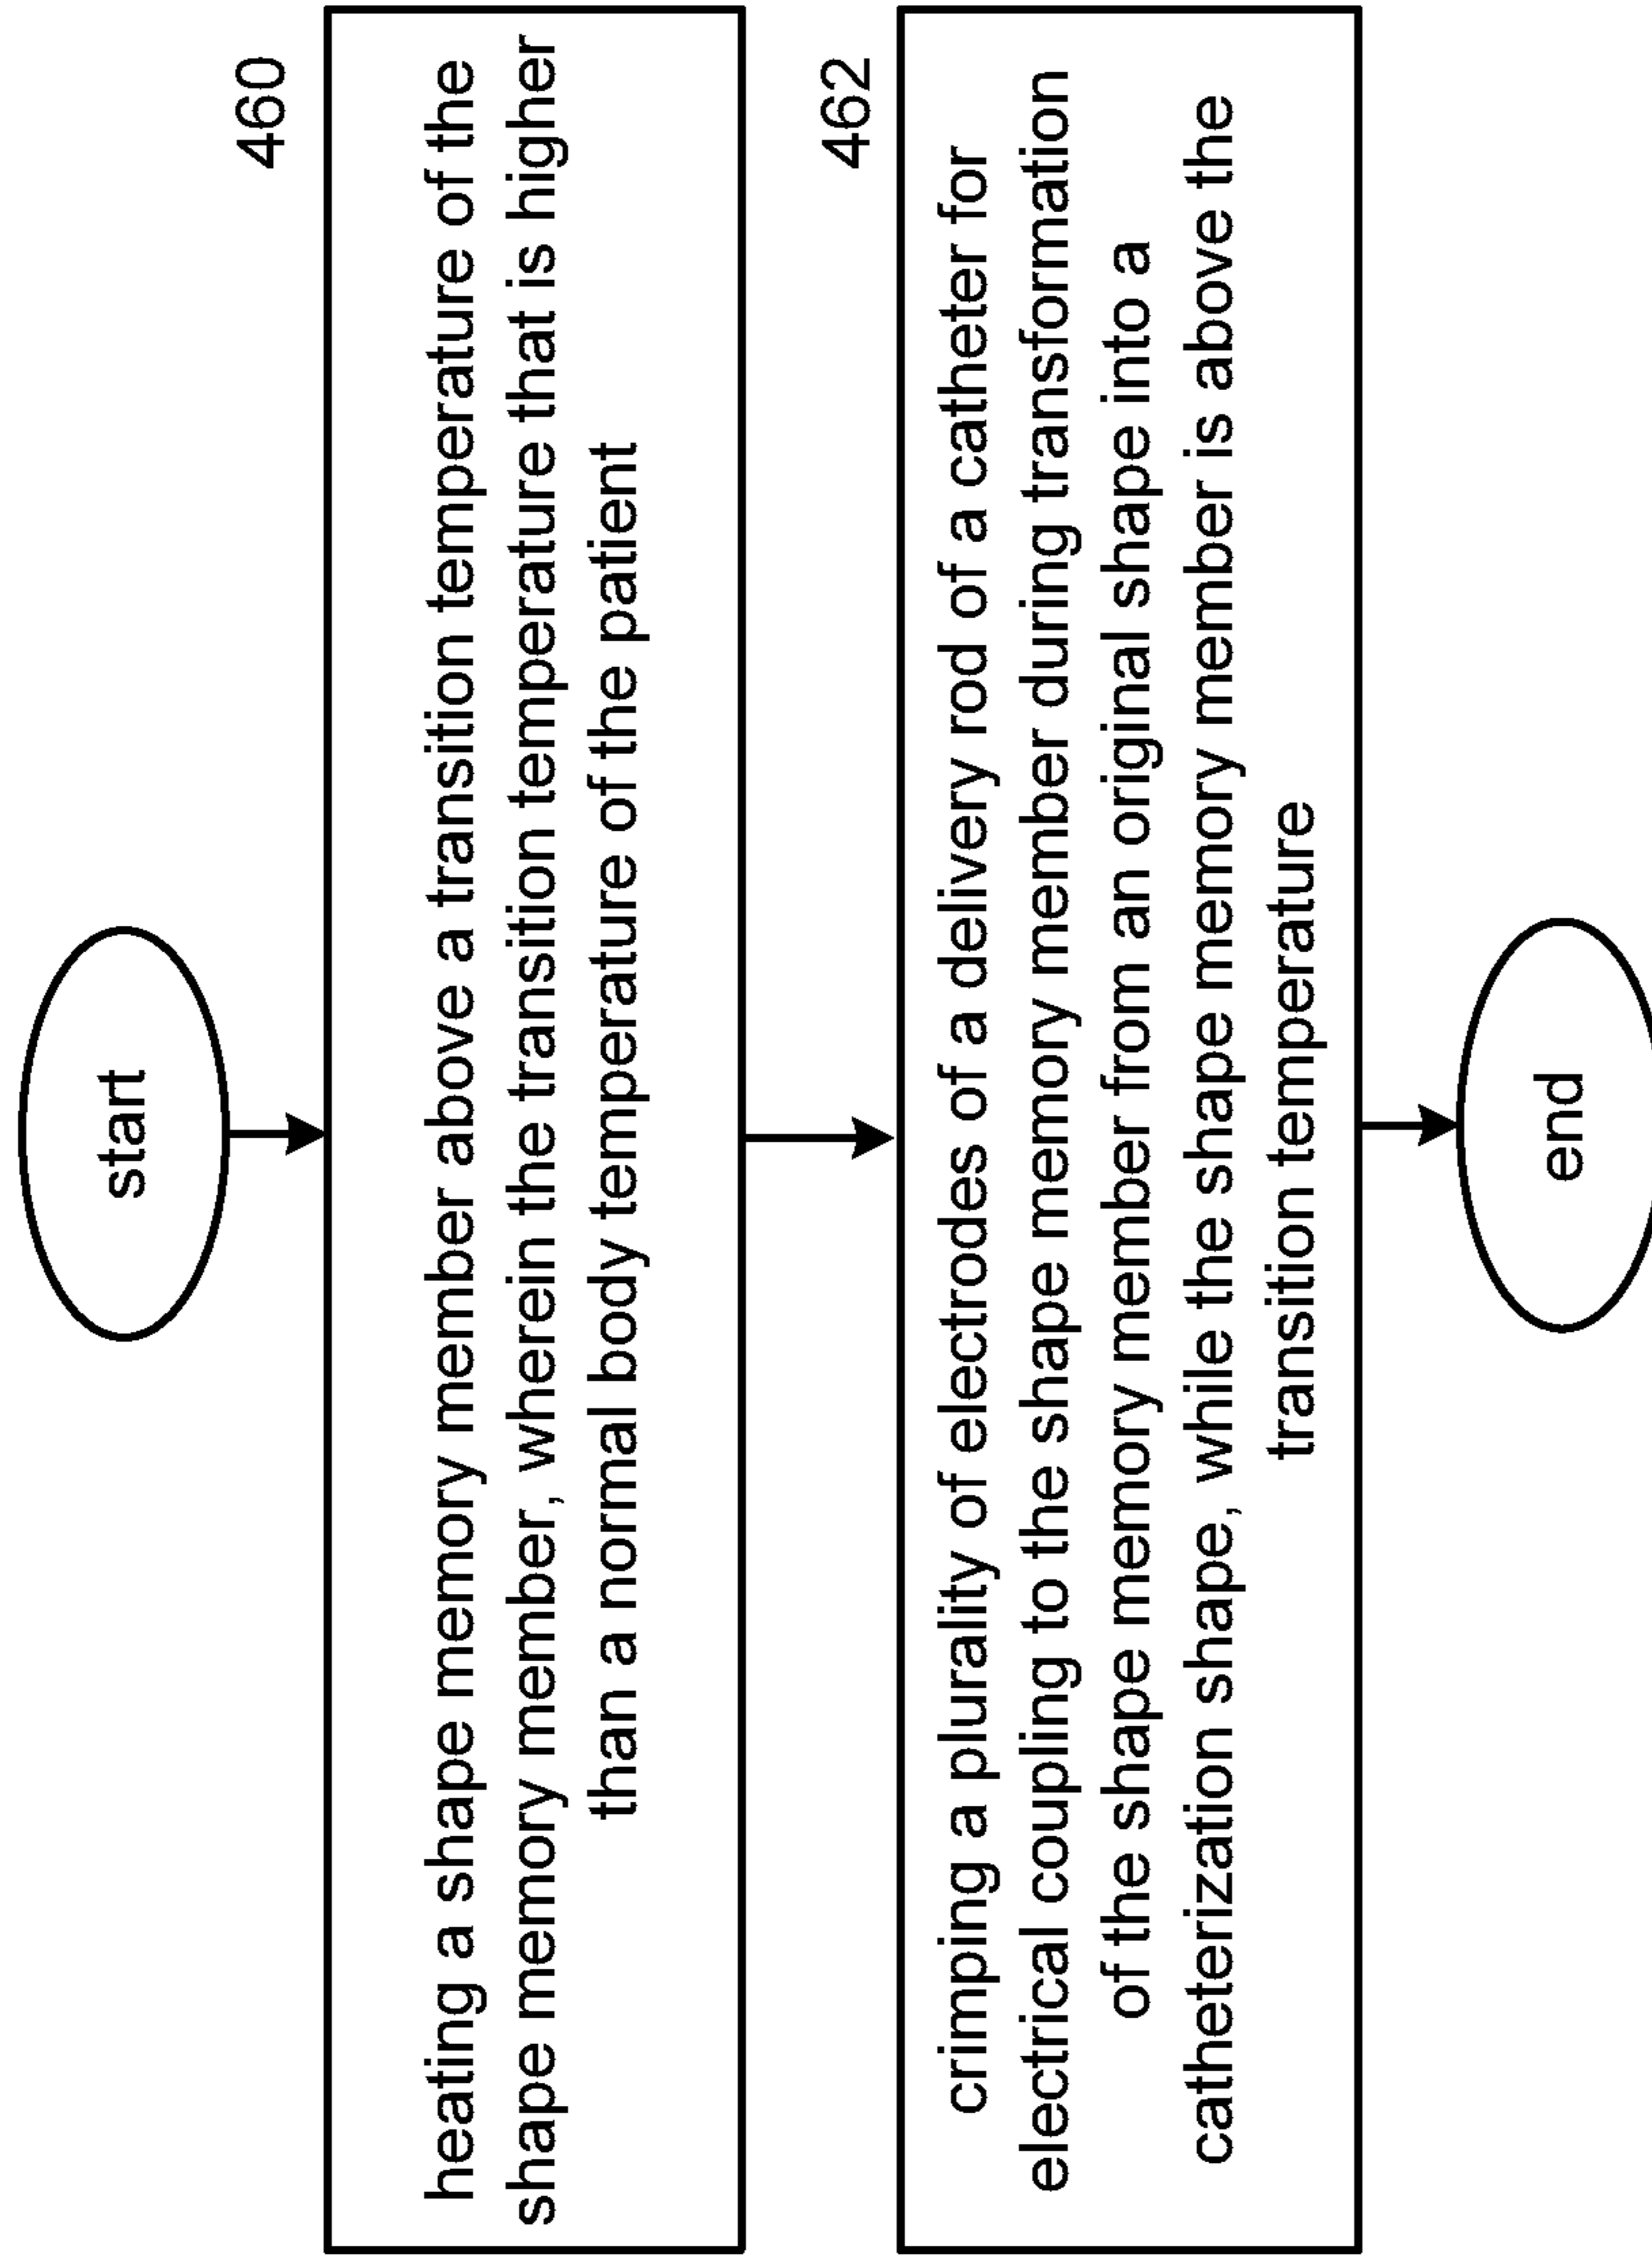 start
460
heating a shape memory member above a transition temperature of the
shape memory member, wherein the transition temperature that is higher
than a normal body temperature of the patient
462
crimping a plurality of electrodes of a delivery rod of a catheter for
electrical coupling to the shape memory member during transformation
of the shape memory member from an original shape into a
catheterization shape, while the shape memory member is above the
transition temperature
end